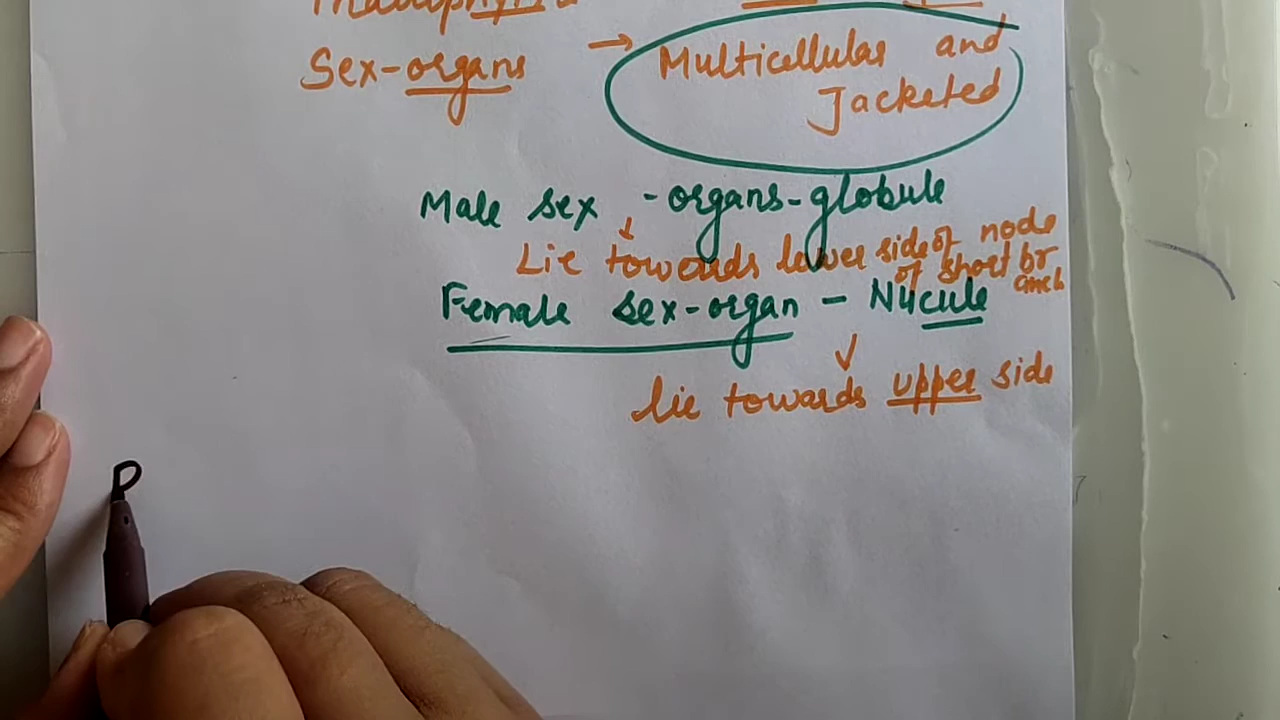 Sex-organs → Multicellular and
Jacketed
Male sex - organs - globule
Lie towards lower side of node
of short br
anch
Female sex-organ - Nucule
lie towards upper side
P